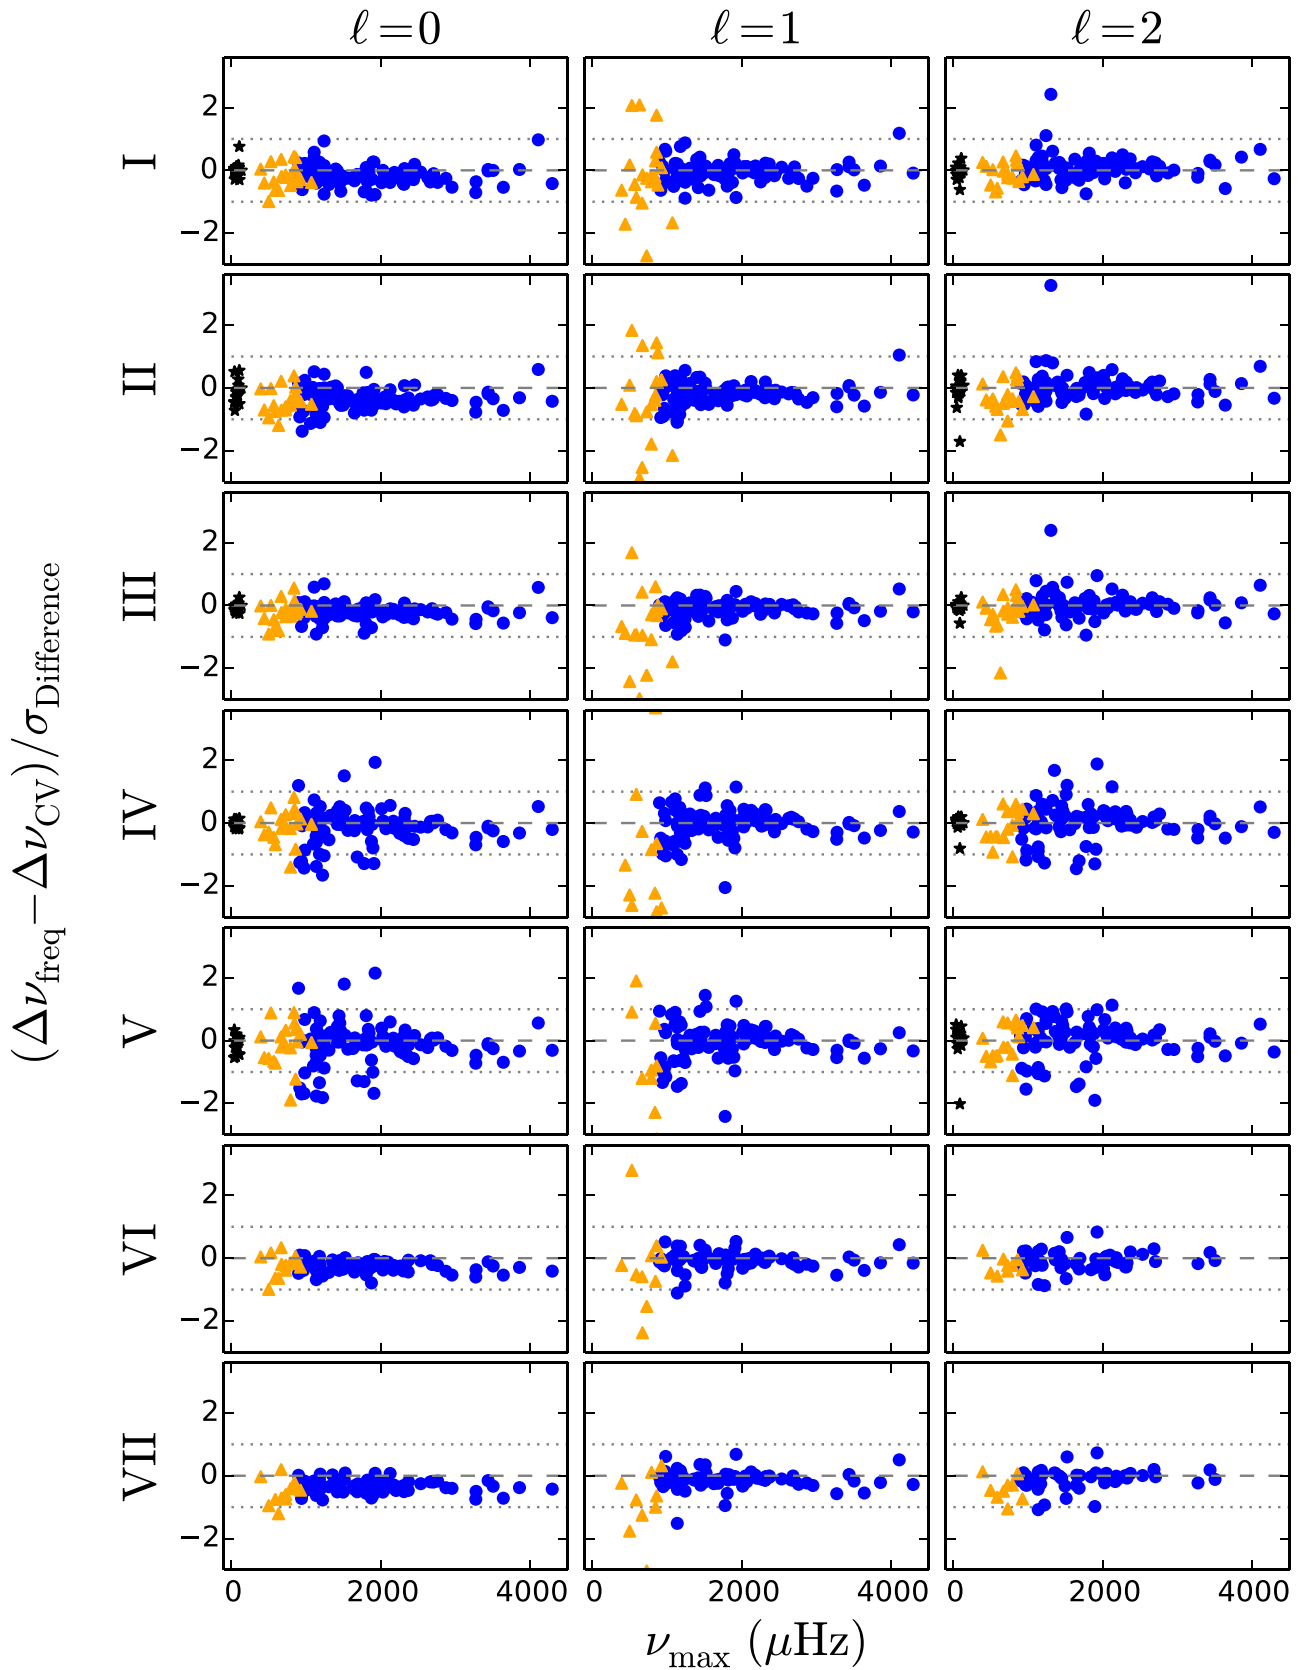 ℓ=0 ℓ=1 ℓ=2
I
2
0
−2
II
2
0
−2
III
2
0
−2
IV
2
0
−2
V
2
0
−2
VI
2
0
−2
VII
2
0
−2
(Δν_freq − Δν_CV)/σ_Difference
0 2000 4000 0 2000 4000 0 2000 4000
ν_max (μHz)